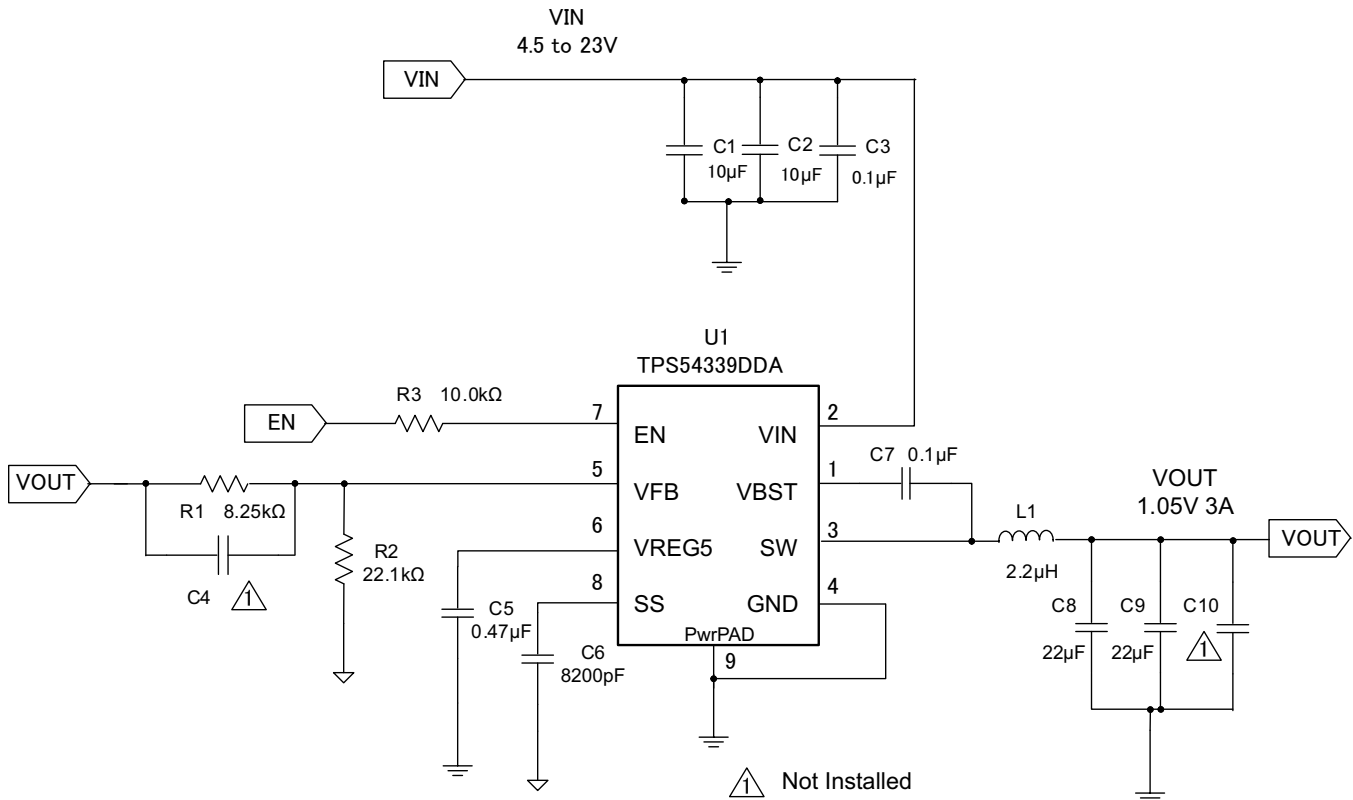 VIN
4.5 to 23V
VIN
C1
10µF
C2
10µF
C3
0.1µF
U1
TPS54339DDA
R3 10.0kΩ
EN
7
EN
VIN
2
C7 0.1µF
VOUT
5
VFB
VBST
1
VOUT
1.05V 3A
R1 8.25kΩ
6
VREG5
SW
3
L1
2.2µH
VOUT
C4
1
R2
22.1kΩ
8
SS
GND
4
C5
0.47µF
PwrPAD
9
C6
8200pF
C8
22µF
C9
22µF
C10
1
1 Not Installed